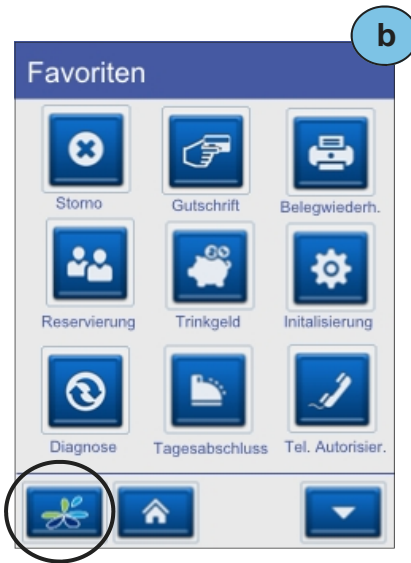 b
Favoriten
Storno Gutschrift Belegwiederh.
Reservierung Trinkgeld Initalisierung
Diagnose Tagesabschluss Tel. Autorisier.